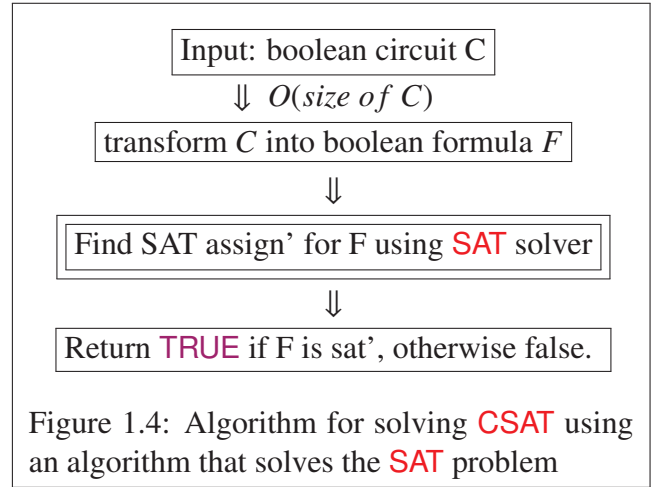 Input: boolean circuit C
⇓ O(size of C)
transform C into boolean formula F
⇓
Find SAT assign’ for F using SAT solver
⇓
Return TRUE if F is sat’, otherwise false.
Figure 1.4: Algorithm for solving CSAT using
an algorithm that solves the SAT problem